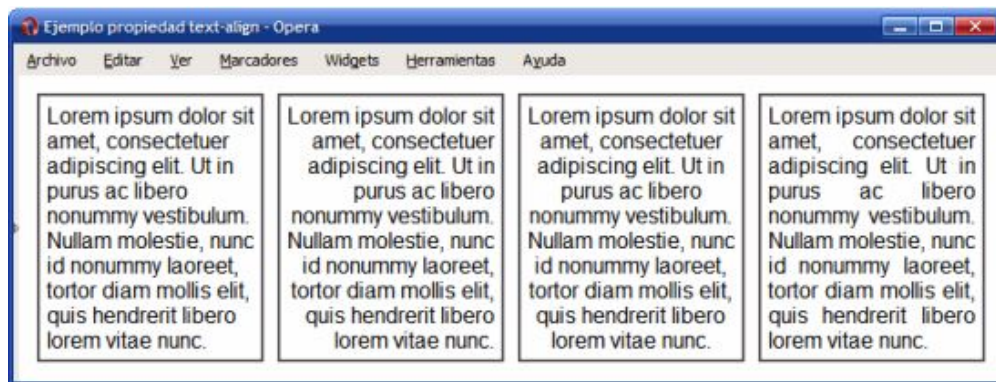 Ejemplo propiedad text-align - Opera
Archivo Editar Ver Marcadores Widgets Herramientas Ayuda
Lorem ipsum dolor sit
amet, consectetuer
adipiscing elit. Ut in
purus ac libero
nonummy vestibulum.
Nullam molestie, nunc
id nonummy laoreet,
tortor diam mollis elit,
quis hendrerit libero
lorem vitae nunc.
Lorem ipsum dolor sit
amet, consectetuer
adipiscing elit. Ut in
purus ac libero
nonummy vestibulum.
Nullam molestie, nunc
id nonummy laoreet,
tortor diam mollis elit,
quis hendrerit libero
lorem vitae nunc.
Lorem ipsum dolor sit
amet, consectetuer
adipiscing elit. Ut in
purus ac libero
nonummy vestibulum.
Nullam molestie, nunc
id nonummy laoreet,
tortor diam mollis elit,
quis hendrerit libero
lorem vitae nunc.
Lorem ipsum dolor sit
amet, consectetuer
adipiscing elit. Ut in
purus ac libero
nonummy vestibulum.
Nullam molestie, nunc
id nonummy laoreet,
tortor diam mollis elit,
quis hendrerit libero
lorem vitae nunc.